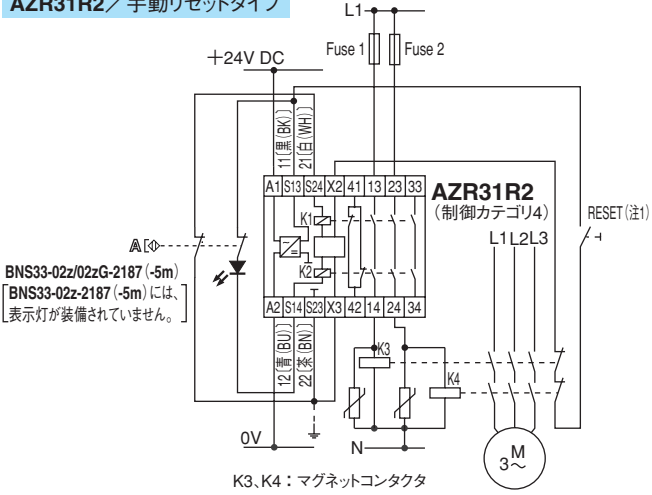 AZR31R2／手動リセットタイプ
L1
Fuse 1
Fuse 2
＋24V DC
11〔黒(BK)〕
21〔白(WH)〕
A1 S13 S24 X2 41 13 23 33
AZR31R2
（制御カテゴリ4）
RESET（注1）
K1
K2
L1 L2 L3
A
BNS33-02z/02zG-2187（-5m）
［BNS33-02z-2187（-5m）には、
表示灯が装備されていません。］
A2 S14 S23 X3 42 14 24 34
12〔青(BU)〕
22〔茶(BN)〕
K3
K4
0V
N
M
3～
K3、K4：マグネットコンタクタ